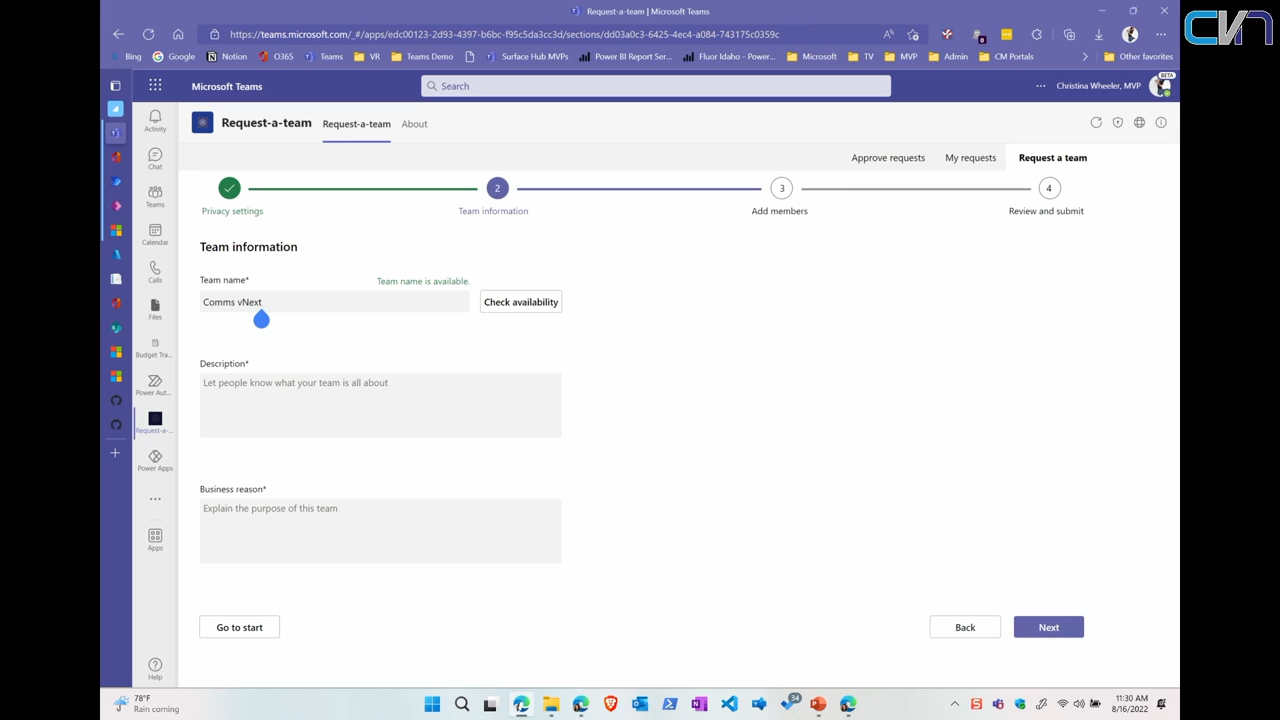 Request-a-team | Microsoft Teams
https://teams.microsoft.com/_#/apps/edc00123-2d93-4397-b6bc-f95c5da3cc3d/sections/dd03a0c3-6425-4ec4-a084-743175c0359c
Bing Google Notion O365 Teams VR Teams Demo Surface Hub MVPs Power BI Report Ser... Fluor Idaho - Power... Microsoft TV MVP Admin CM Portals Other favorites
Microsoft Teams Search Christina Wheeler, MVP BETA
Request-a-team Request-a-team About
Approve requests My requests Request a team
2 3 4
Privacy settings Team information Add members Review and submit
Team information
Team name* Team name is available.
Comms vNext Check availability
Description*
Let people know what your team is all about
Business reason*
Explain the purpose of this team
Go to start Back Next
Activity
Chat
Teams
Calendar
Calls
Files
Budget Tra...
Power Aut...
Request-a-...
Power Apps
Apps
Help
78°F
Rain coming
34
11:30 AM
8/16/2022
CVN